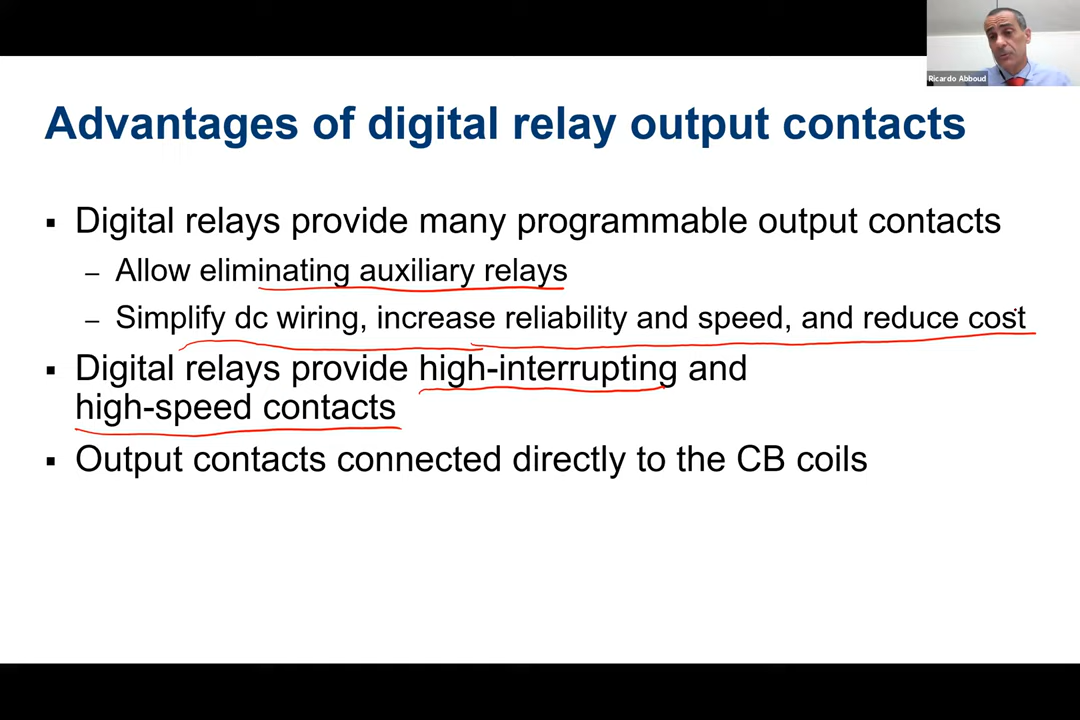 Ricardo Abboud
Advantages of digital relay output contacts
▪ Digital relays provide many programmable output contacts
– Allow eliminating auxiliary relays
– Simplify dc wiring, increase reliability and speed, and reduce cost
▪ Digital relays provide high-interrupting and
high-speed contacts
▪ Output contacts connected directly to the CB coils